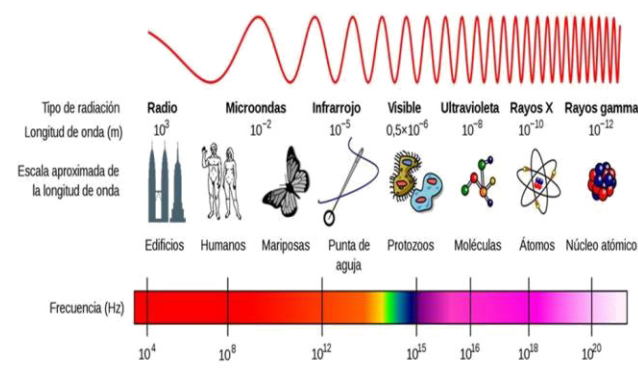 Tipo de radiación Radio Microondas Infrarrojo Visible Ultravioleta Rayos X Rayos gamma
Longitud de onda (m) 10³ 10⁻² 10⁻⁵ 0,5×10⁻⁶ 10⁻⁸ 10⁻¹⁰ 10⁻¹²
Escala aproximada de
la longitud de onda
Edificios Humanos Mariposas Punta de Protozoos Moléculas Átomos Núcleo atómico
aguja
Frecuencia (Hz)
10⁴ 10⁸ 10¹² 10¹⁵ 10¹⁶ 10¹⁸ 10²⁰